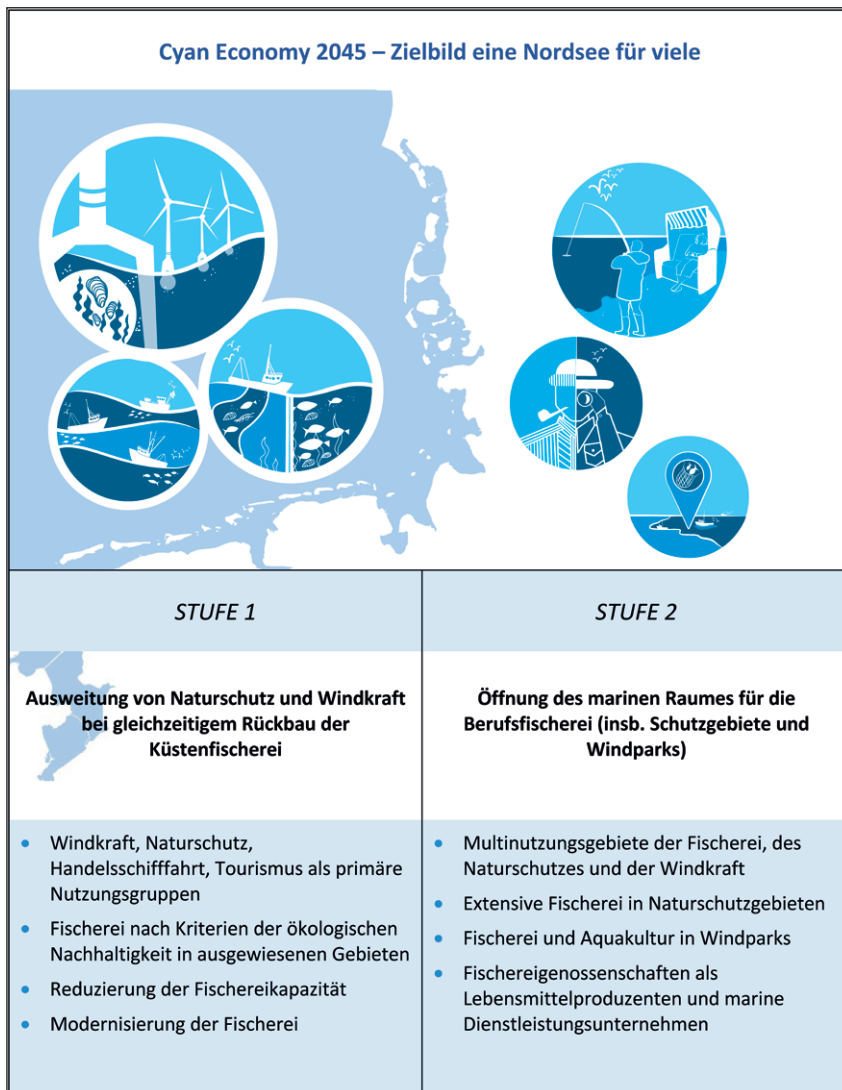 Cyan Economy 2045 – Zielbild eine Nordsee für viele
STUFE 1
Ausweitung von Naturschutz und Windkraft
bei gleichzeitigem Rückbau der
Küstenfischerei
• Windkraft, Naturschutz,
Handelsschifffahrt, Tourismus als primäre
Nutzungsgruppen
• Fischerei nach Kriterien der ökologischen
Nachhaltigkeit in ausgewiesenen Gebieten
• Reduzierung der Fischereikapazität
• Modernisierung der Fischerei
STUFE 2
Öffnung des marinen Raumes für die
Berufsfischerei (insb. Schutzgebiete und
Windparks)
• Multinutzungsgebiete der Fischerei, des
Naturschutzes und der Windkraft
• Extensive Fischerei in Naturschutzgebieten
• Fischerei und Aquakultur in Windparks
• Fischereigenossenschaften als
Lebensmittelproduzenten und marine
Dienstleistungsunternehmen